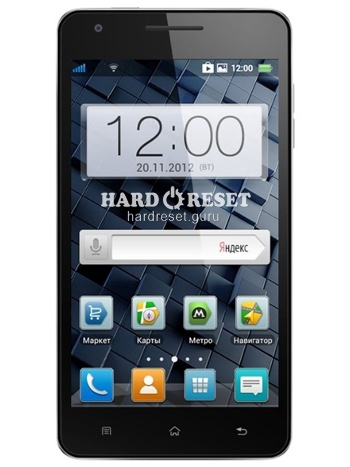 12:00
12:00
20.11.2012 (ВТ)
HARD RESET
hardreset.guru
Яндекс
Маркет Карты Метро Навигатор